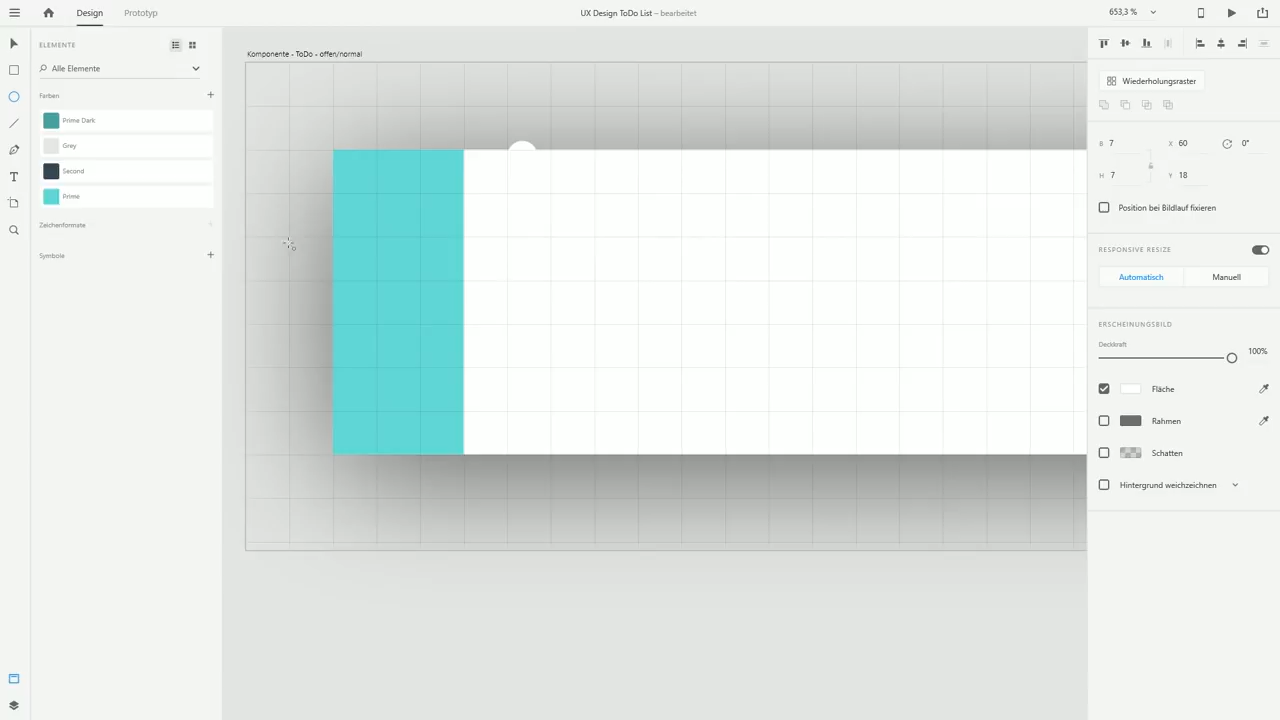 Design
Prototyp
UX Design ToDo List – bearbeitet
653,3 %
ELEMENTE
Alle Elemente
Farben
Prime Dark
Grey
Second
Prime
Zeichenformate
Symbole
Komponente - ToDo - offen/normal
Wiederholungsraster
B 7 X 60 0°
H 7 Y 18
Position bei Bildlauf fixieren
RESPONSIVE RESIZE
Automatisch Manuell
ERSCHEINUNGSBILD
Deckkraft
100%
Fläche
Rahmen
Schatten
Hintergrund weichzeichnen